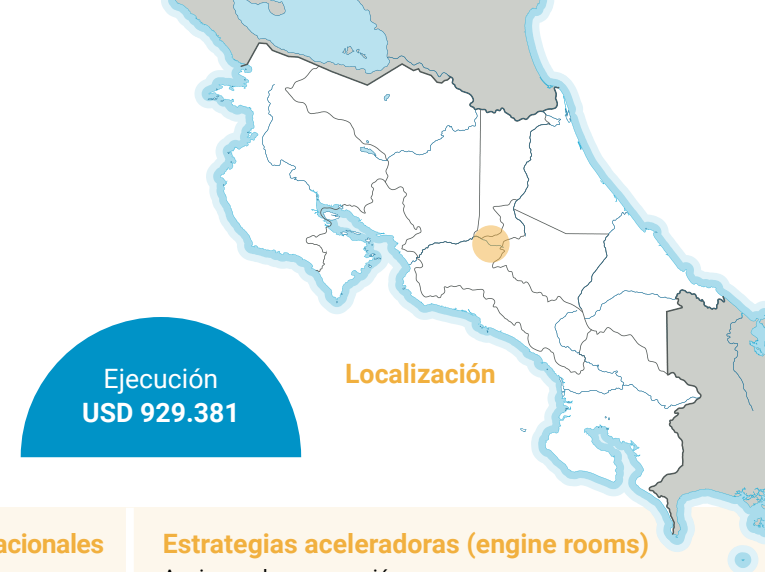 Ejecución
USD 929.381
Localización
acionales
Estrategias aceleradoras (engine rooms)